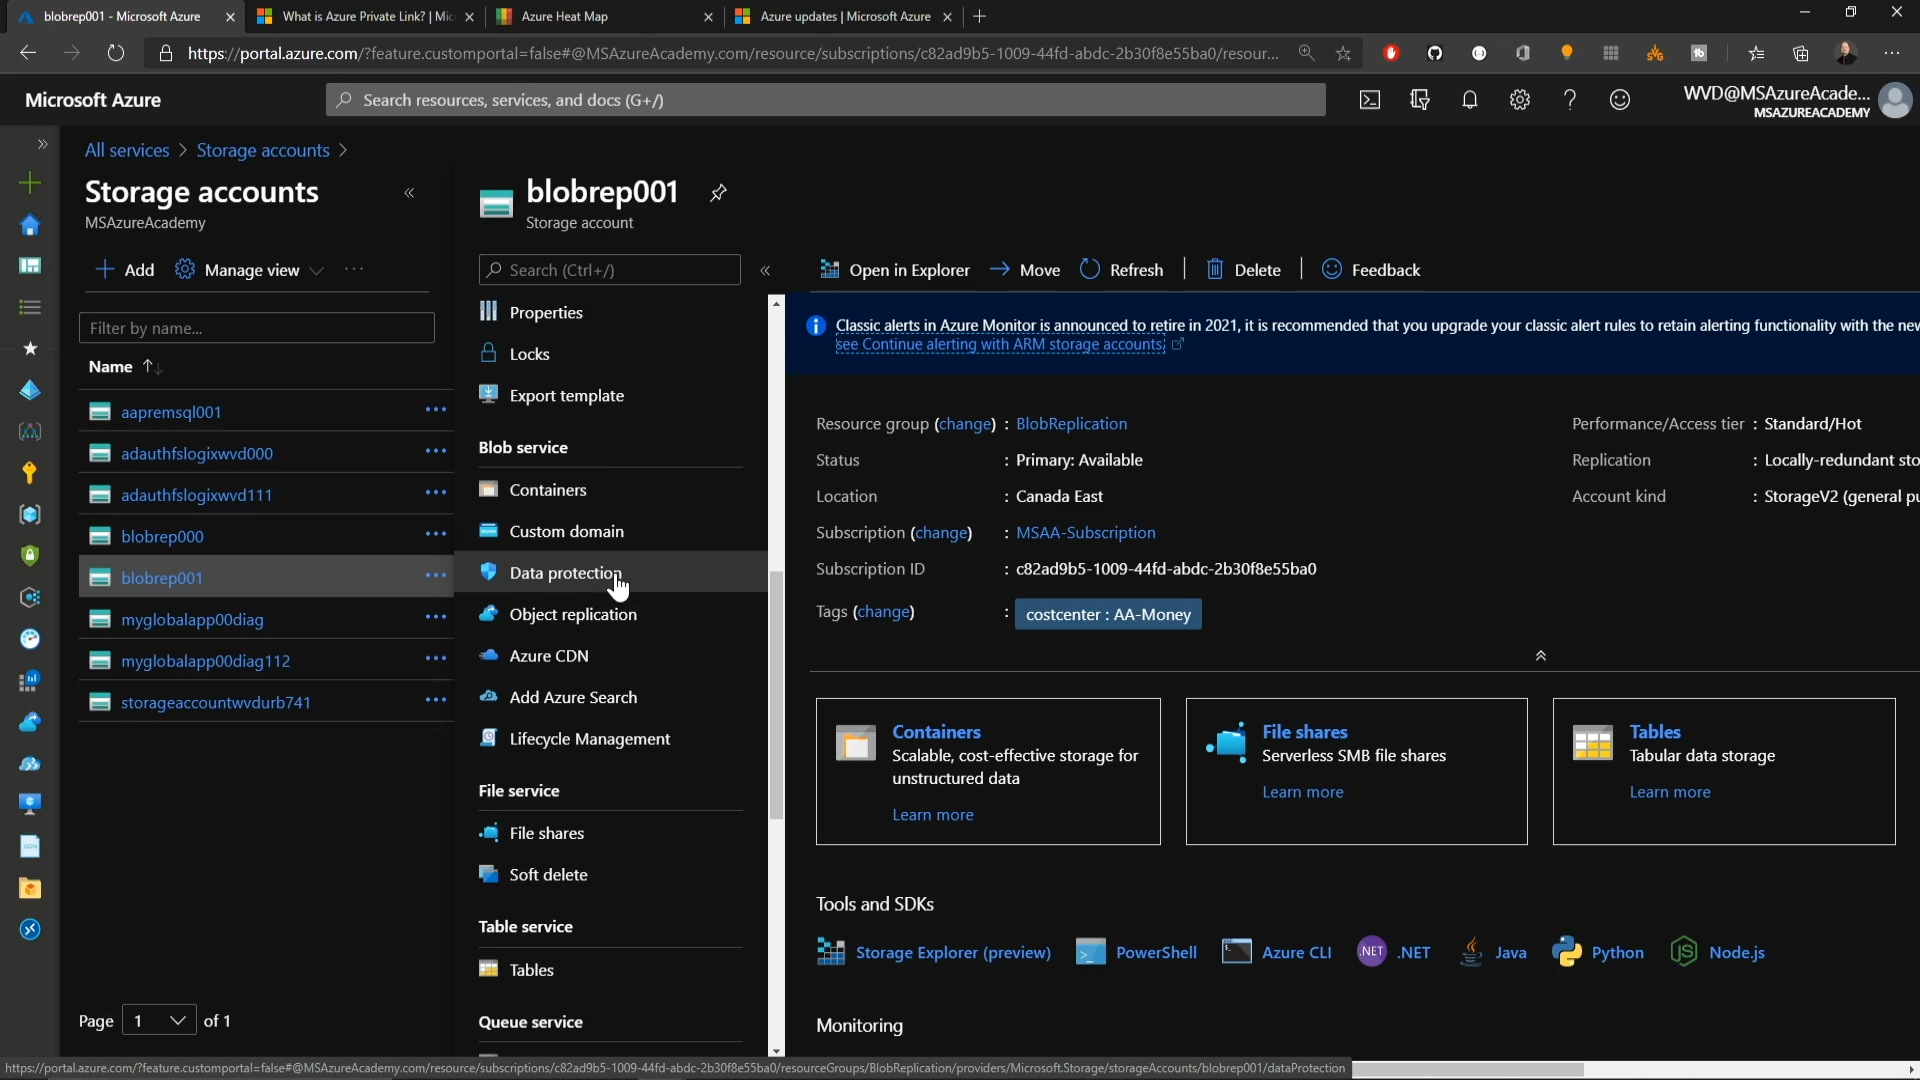 blobrep001 - Microsoft Azure
What is Azure Private Link? | Mic
Azure Heat Map
Azure updates | Microsoft Azure
https://portal.azure.com/?feature.customportal=false#@MSAzureAcademy.com/resource/subscriptions/c82ad9b5-1009-44fd-abdc-2b30f8e55ba0/resour...
Microsoft Azure
Search resources, services, and docs (G+/)
WVD@MSAzureAcade...
MSAZUREACADEMY
All services > Storage accounts >
Storage accounts
MSAzureAcademy
Add
Manage view
Filter by name...
Name
aapremsql001
adauthfslogixwvd000
adauthfslogixwvd111
blobrep000
blobrep001
myglobalapp00diag
myglobalapp00diag112
storageaccountwvdurb741
Page 1 of 1
blobrep001
Storage account
Search (Ctrl+/)
Properties
Locks
Export template
Blob service
Containers
Custom domain
Data protection
Object replication
Azure CDN
Add Azure Search
Lifecycle Management
File service
File shares
Soft delete
Table service
Tables
Queue service
Open in Explorer
Move
Refresh
Delete
Feedback
Classic alerts in Azure Monitor is announced to retire in 2021, it is recommended that you upgrade your classic alert rules to retain alerting functionality with the new
see Continue alerting with ARM storage accounts.
Resource group (change) : BlobReplication
Status : Primary: Available
Location : Canada East
Subscription (change) : MSAA-Subscription
Subscription ID : c82ad9b5-1009-44fd-abdc-2b30f8e55ba0
Tags (change) : costcenter : AA-Money
Performance/Access tier : Standard/Hot
Replication : Locally-redundant sto
Account kind : StorageV2 (general pu
Containers
Scalable, cost-effective storage for
unstructured data
Learn more
File shares
Serverless SMB file shares
Learn more
Tables
Tabular data storage
Learn more
Tools and SDKs
Storage Explorer (preview)
PowerShell
Azure CLI
.NET
Java
Python
Node.js
Monitoring
https://portal.azure.com/?feature.customportal=false#@MSAzureAcademy.com/resource/subscriptions/c82ad9b5-1009-44fd-abdc-2b30f8e55ba0/resourceGroups/BlobReplication/providers/Microsoft.Storage/storageAccounts/blobrep001/dataProtection